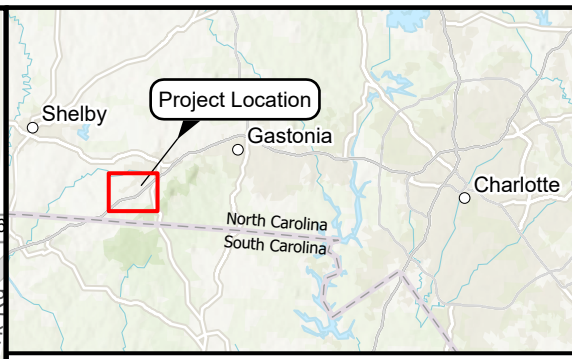 Project Location
Shelby
Gastonia
Charlotte
North Carolina
South Carolina